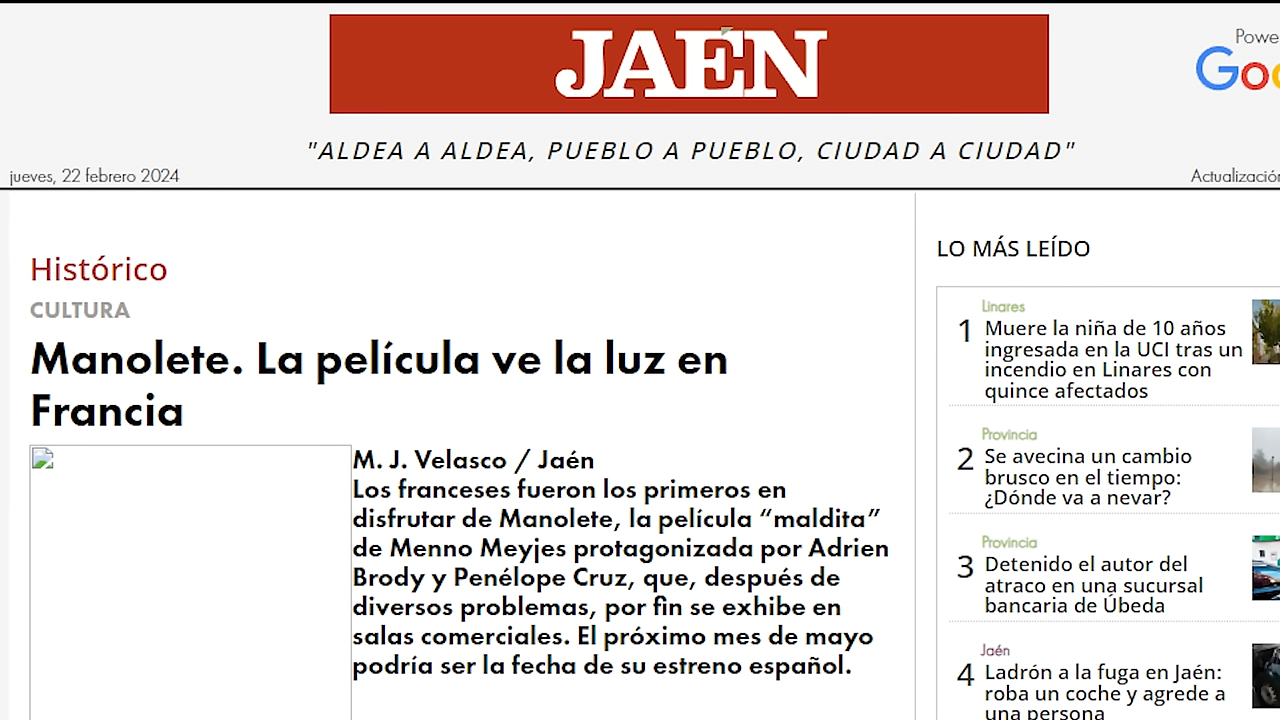 JAÉN
Powe
Goo
"ALDEA A ALDEA, PUEBLO A PUEBLO, CIUDAD A CIUDAD"
jueves, 22 febrero 2024
Actualización
Histórico
CULTURA
Manolete. La película ve la luz en
Francia
M. J. Velasco / Jaén
Los franceses fueron los primeros en
disfrutar de Manolete, la película “maldita”
de Menno Meyjes protagonizada por Adrien
Brody y Penélope Cruz, que, después de
diversos problemas, por fin se exhibe en
salas comerciales. El próximo mes de mayo
podría ser la fecha de su estreno español.
LO MÁS LEÍDO
Linares
1 Muere la niña de 10 años
ingresada en la UCI tras un
incendio en Linares con
quince afectados
Provincia
2 Se avecina un cambio
brusco en el tiempo:
¿Dónde va a nevar?
Provincia
3 Detenido el autor del
atraco en una sucursal
bancaria de Úbeda
Jaén
4 Ladrón a la fuga en Jaén:
roba un coche y agrede a
una persona